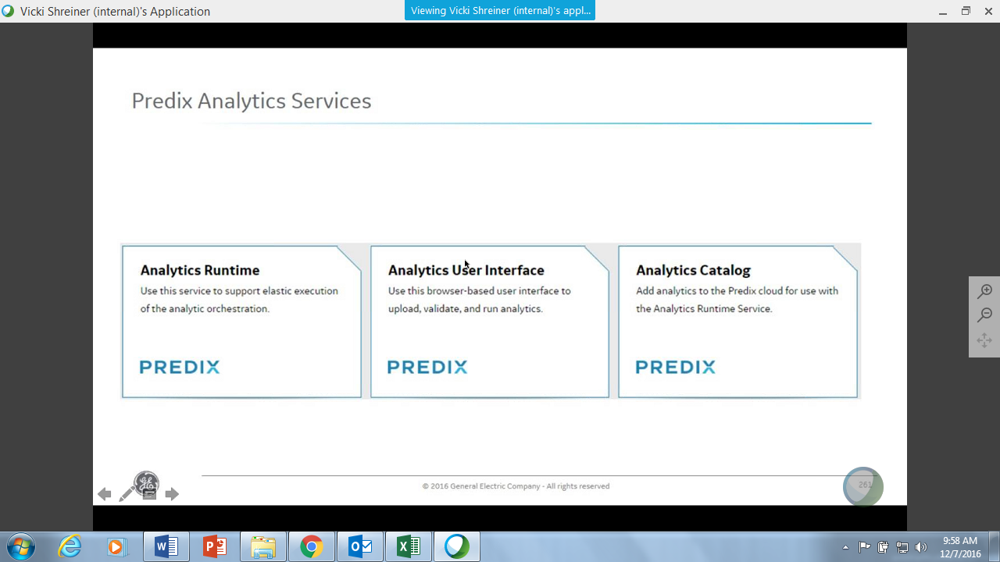 Vicki Shreiner (internal)'s Application
Viewing Vicki Shreiner (internal)'s appl...
Predix Analytics Services
Analytics Runtime
Use this service to support elastic execution
of the analytic orchestration.
PREDIX
Analytics User Interface
Use this browser-based user interface to
upload, validate, and run analytics.
PREDIX
Analytics Catalog
Add analytics to the Predix cloud for use with
the Analytics Runtime Service.
PREDIX
© 2016 General Electric Company - All rights reserved
261
9:58 AM
12/7/2016